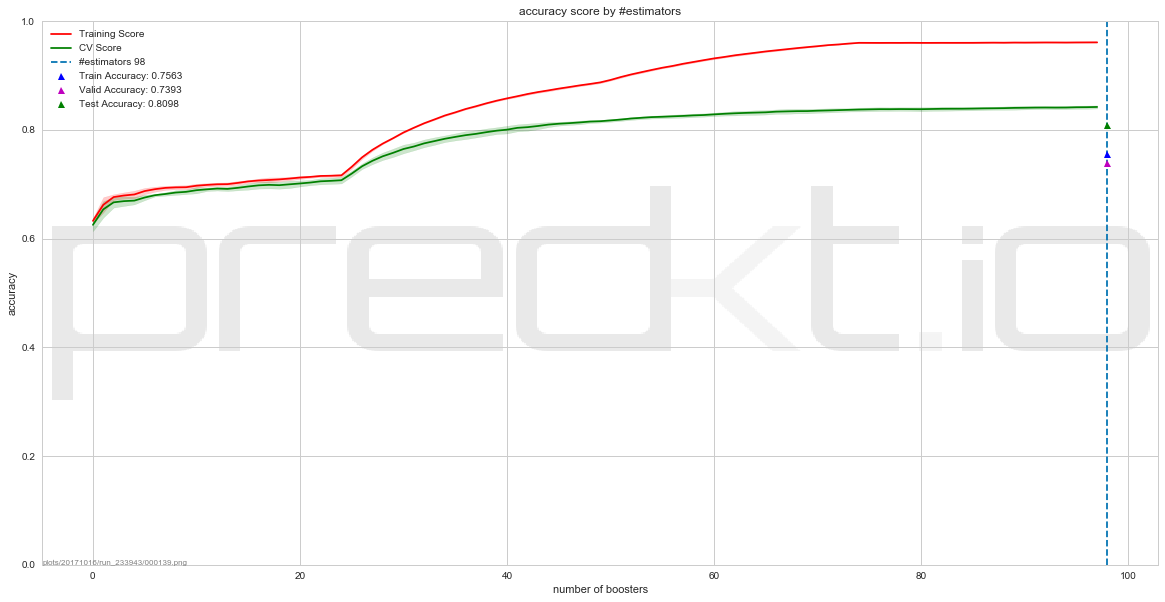 accuracy score by #estimators
1.0
Training Score
CV Score
#estimators 98
Train Accuracy: 0.7563
Valid Accuracy: 0.7393
Test Accuracy: 0.8098
0.8
0.6
predkt.io
accuracy
0.4
0.2
0.0
plots/20171016/run_233943/000139.png
0 20 40 60 80 100
number of boosters